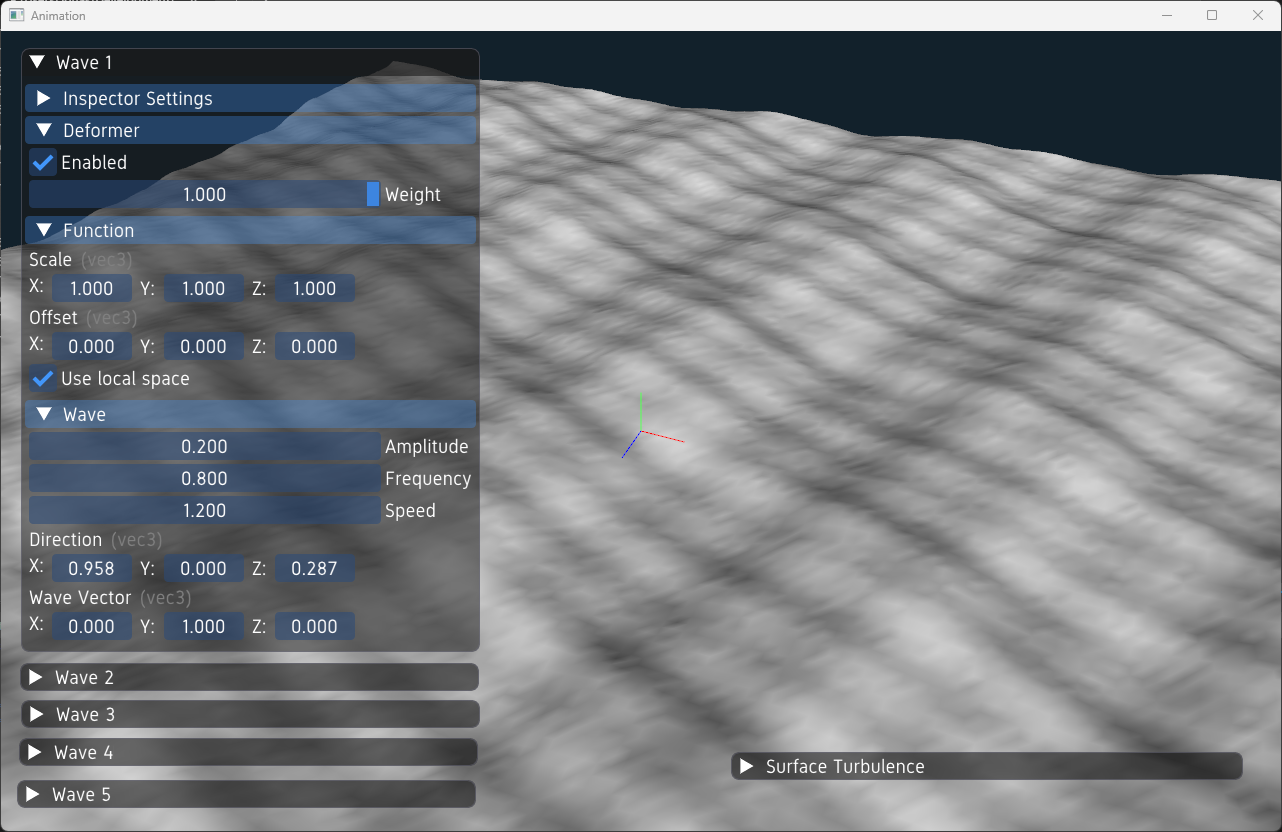 Animation
Wave 1
Inspector Settings
Deformer
Enabled
1.000 Weight
Function
Scale (vec3)
X: 1.000 Y: 1.000 Z: 1.000
Offset (vec3)
X: 0.000 Y: 0.000 Z: 0.000
Use local space
Wave
0.200 Amplitude
0.800 Frequency
1.200 Speed
Direction (vec3)
X: 0.958 Y: 0.000 Z: 0.287
Wave Vector (vec3)
X: 0.000 Y: 1.000 Z: 0.000
Wave 2
Wave 3
Wave 4
Surface Turbulence
Wave 5